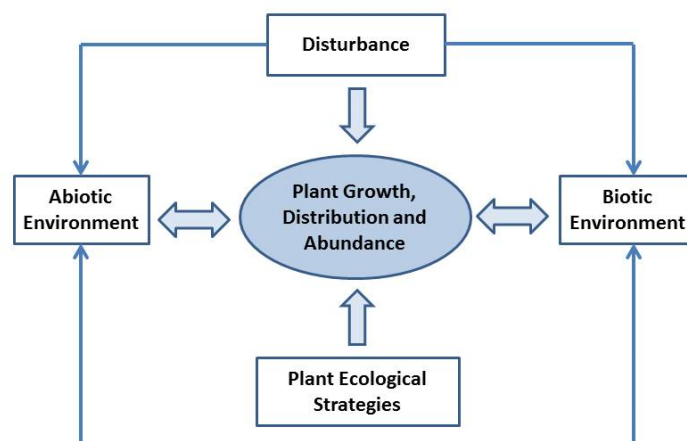 Disturbance
Abiotic
Environment
Plant Growth,
Distribution and
Abundance
Biotic
Environment
Plant Ecological
Strategies